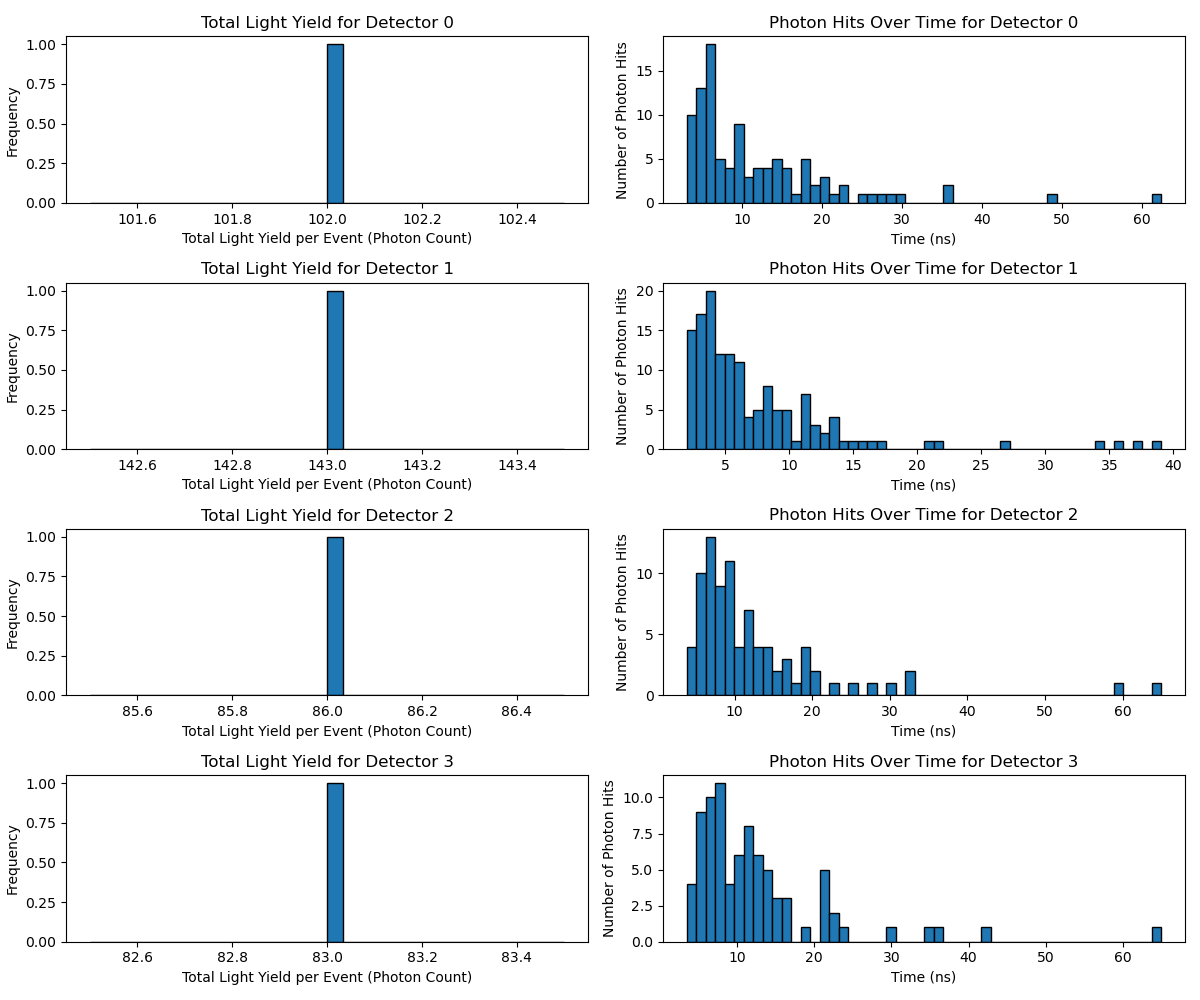 Total Light Yield for Detector 0
Frequency
1.00
0.75
0.50
0.25
0.00
101.6 101.8 102.0 102.2 102.4
Total Light Yield per Event (Photon Count)
Photon Hits Over Time for Detector 0
Number of Photon Hits
15
10
5
0
10 20 30 40 50 60
Time (ns)
Total Light Yield for Detector 1
Frequency
1.00
0.75
0.50
0.25
0.00
142.6 142.8 143.0 143.2 143.4
Total Light Yield per Event (Photon Count)
Photon Hits Over Time for Detector 1
Number of Photon Hits
20
15
10
5
0
5 10 15 20 25 30 35 40
Time (ns)
Total Light Yield for Detector 2
Frequency
1.00
0.75
0.50
0.25
0.00
85.6 85.8 86.0 86.2 86.4
Total Light Yield per Event (Photon Count)
Photon Hits Over Time for Detector 2
Number of Photon Hits
10
5
0
10 20 30 40 50 60
Time (ns)
Total Light Yield for Detector 3
Frequency
1.00
0.75
0.50
0.25
0.00
82.6 82.8 83.0 83.2 83.4
Total Light Yield per Event (Photon Count)
Photon Hits Over Time for Detector 3
Number of Photon Hits
10.0
7.5
5.0
2.5
0.0
10 20 30 40 50 60
Time (ns)